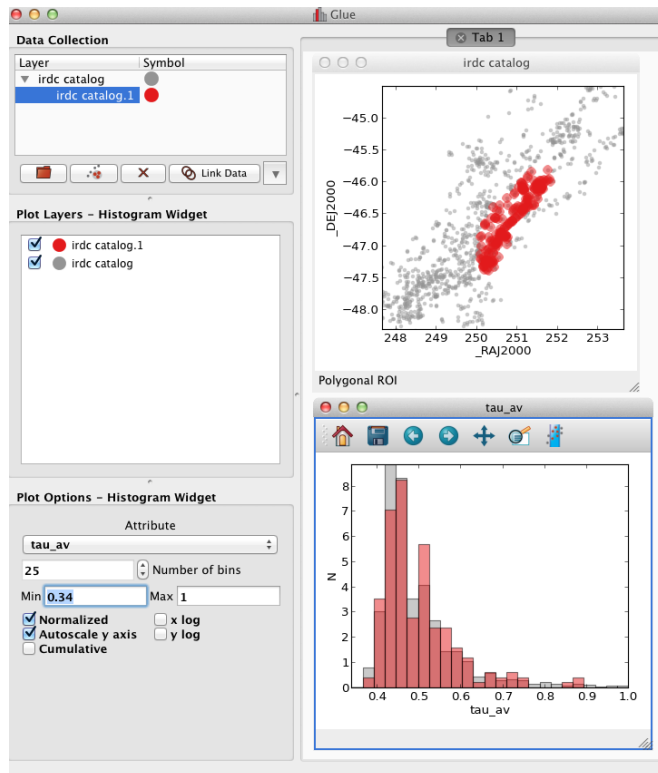 Glue
Data Collection
Layer Symbol
irdc catalog
irdc catalog.1
Link Data
Plot Layers – Histogram Widget
irdc catalog.1
irdc catalog
Plot Options – Histogram Widget
Attribute
tau_av
25 Number of bins
Min 0.34 Max 1
Normalized x log
Autoscale y axis y log
Cumulative
Tab 1
irdc catalog
−45.0
−45.5
−46.0
−46.5
−47.0
−47.5
−48.0
_DEJ2000
248 249 250 251 252 253
_RAJ2000
Polygonal ROI
tau_av
8
7
6
5
4
3
2
1
0
N
0.4 0.5 0.6 0.7 0.8 0.9 1.0
tau_av